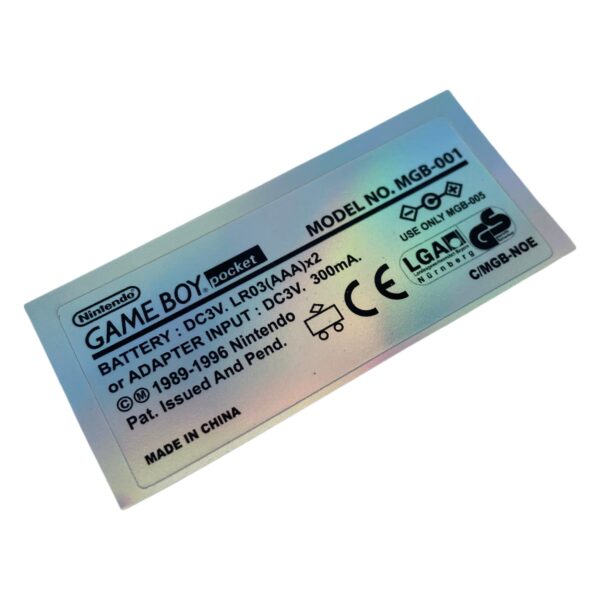 Nintendo
GAME BOY® pocket
MODEL NO. MGB-001
BATTERY : DC3V. LR03(AAA)x2
or ADAPTER INPUT : DC3V. 300mA.
USE ONLY MGB-005
© Ⓜ 1989-1996 Nintendo
Pat. Issued And Pend.
MADE IN CHINA
CE
LGA
Nürnberg
GS
C/MGB-NOE